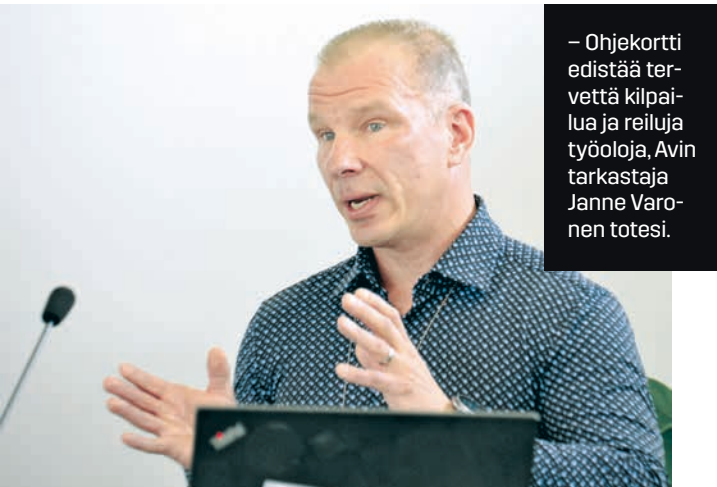 – Ohjekortti
edistää ter-
vettä kilpai-
lua ja reiluja
työoloja, Avin
tarkastaja
Janne Varo-
nen totesi.